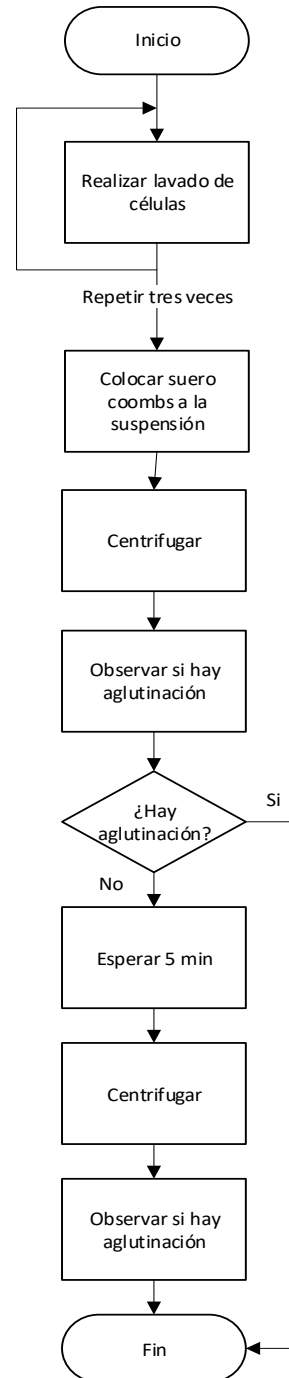 Inicio
Realizar lavado de
células
Repetir tres veces
Colocar suero
coombs a la
suspensión
Centrifugar
Observar si hay
aglutinación
¿Hay
aglutinación?
Si
No
Esperar 5 min
Centrifugar
Observar si hay
aglutinación
Fin